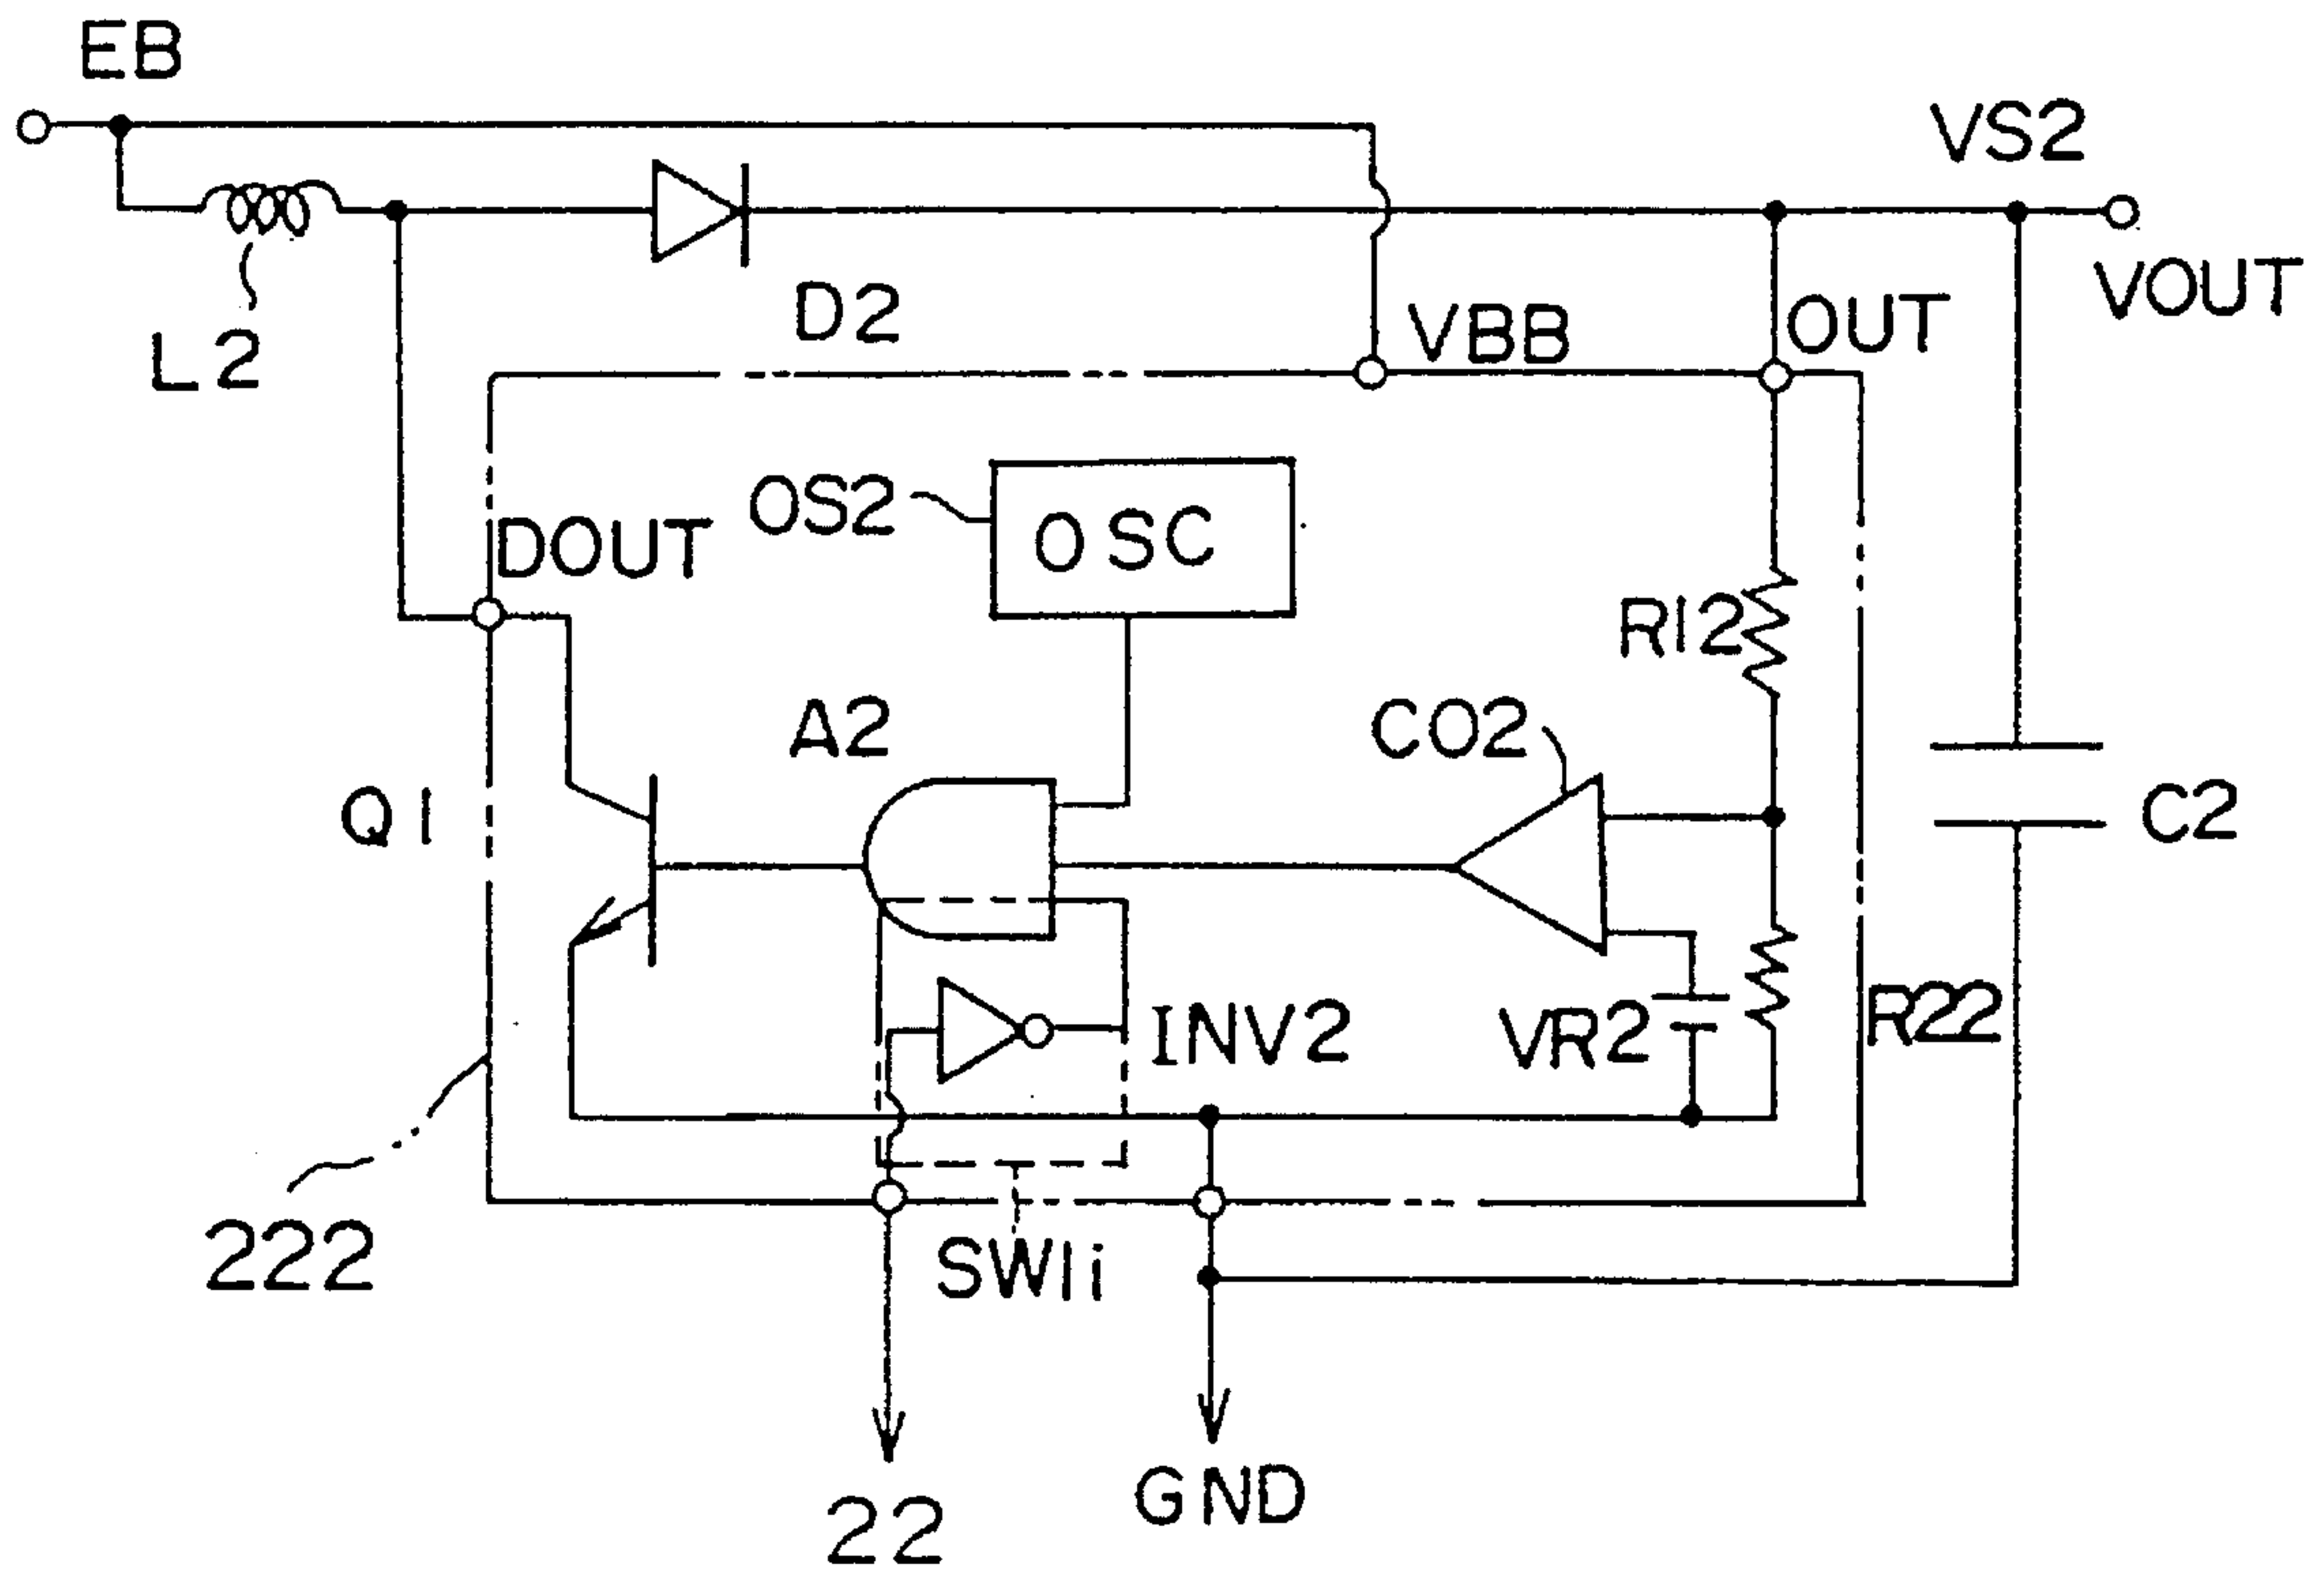 EB
VS2
VOUT
D2
VBB
OUT
L2
OS2
OSC
DOUT
R12
A2
CO2
Q1
C2
INV2
VR2
R22
222
SW1i
22
GND